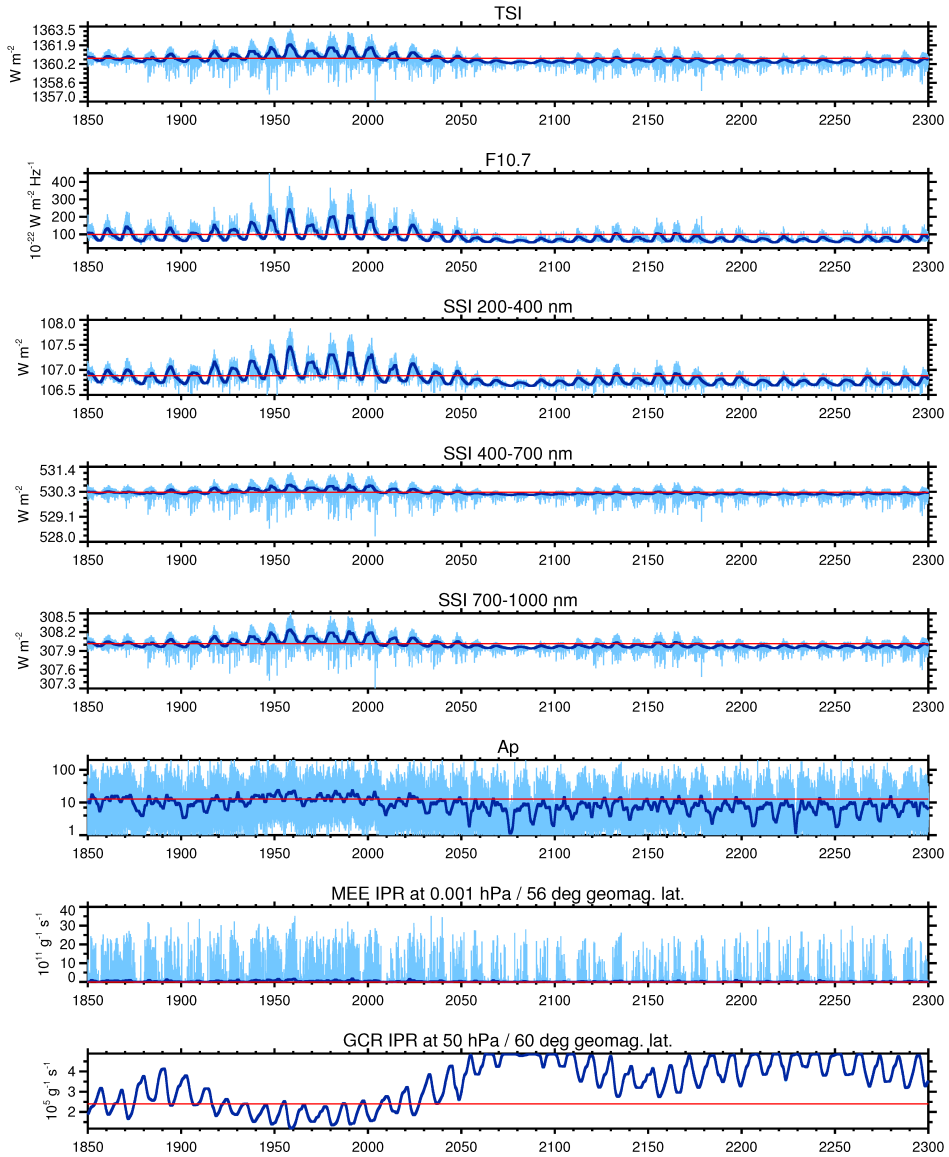 TSI
W m-2
1363.5
1361.9
1360.2
1358.6
1357.0
1850 1900 1950 2000 2050 2100 2150 2200 2250 2300
F10.7
10-22 W m-2 Hz-1
400
300
200
100
1850 1900 1950 2000 2050 2100 2150 2200 2250 2300
SSI 200-400 nm
W m-2
108.0
107.5
107.0
106.5
1850 1900 1950 2000 2050 2100 2150 2200 2250 2300
SSI 400-700 nm
W m-2
531.4
530.3
529.1
528.0
1850 1900 1950 2000 2050 2100 2150 2200 2250 2300
SSI 700-1000 nm
W m-2
308.5
308.2
307.9
307.6
307.3
1850 1900 1950 2000 2050 2100 2150 2200 2250 2300
Ap
100
10
1
1850 1900 1950 2000 2050 2100 2150 2200 2250 2300
MEE IPR at 0.001 hPa / 56 deg geomag. lat.
1011 g-1 s-1
40
30
20
10
0
1850 1900 1950 2000 2050 2100 2150 2200 2250 2300
GCR IPR at 50 hPa / 60 deg geomag. lat.
105 g-1 s-1
4
3
2
1850 1900 1950 2000 2050 2100 2150 2200 2250 2300